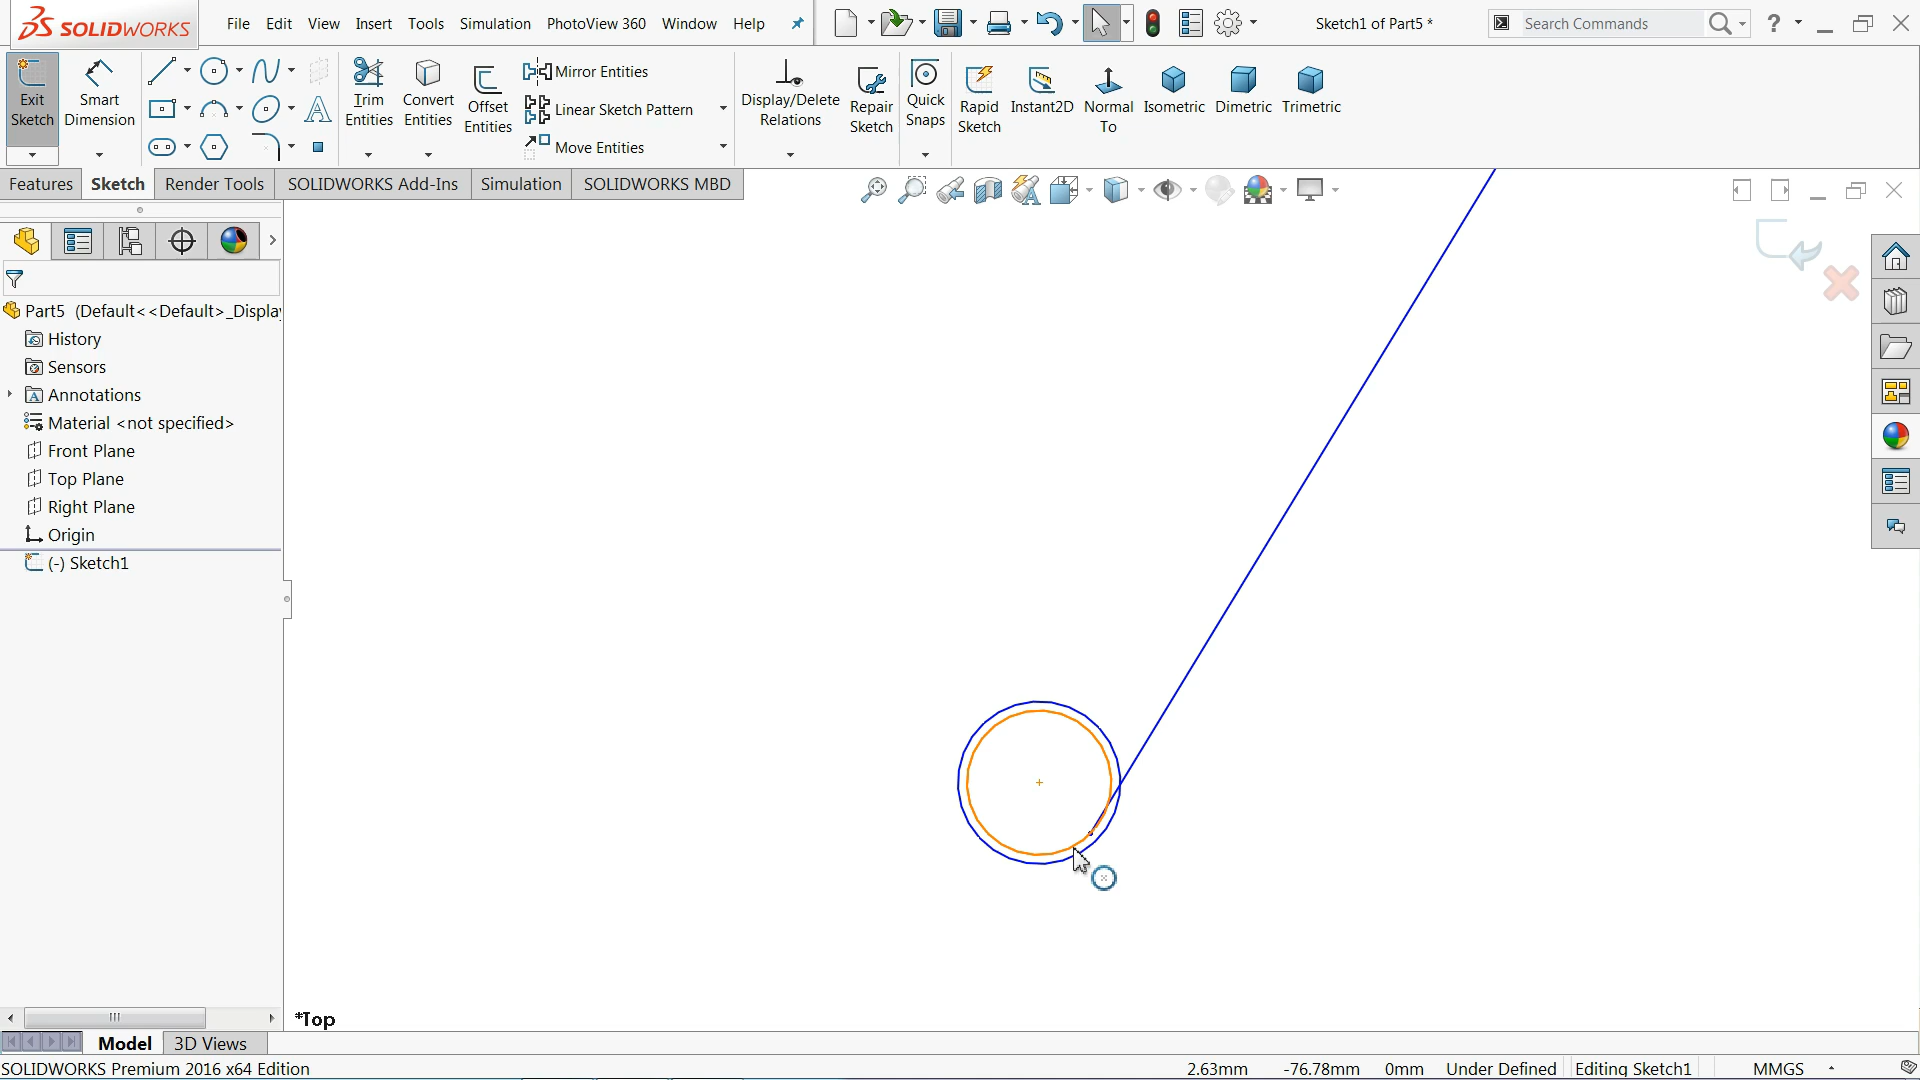 SOLIDWORKS
File Edit View Insert Tools Simulation PhotoView 360 Window Help
Sketch1 of Part5 *
Search Commands
Exit Sketch
Smart Dimension
Trim Entities
Convert Entities
Offset Entities
Mirror Entities
Linear Sketch Pattern
Move Entities
Display/Delete Relations
Repair Sketch
Quick Snaps
Rapid Sketch
Instant2D
Normal To
Isometric
Dimetric
Trimetric
Features Sketch Render Tools SOLIDWORKS Add-Ins Simulation SOLIDWORKS MBD
Part5 (Default<<Default>_Display
History
Sensors
Annotations
Material <not specified>
Front Plane
Top Plane
Right Plane
Origin
(-) Sketch1
*Top
Model 3D Views
SOLIDWORKS Premium 2016 x64 Edition
2.63mm -76.78mm 0mm Under Defined Editing Sketch1 MMGS